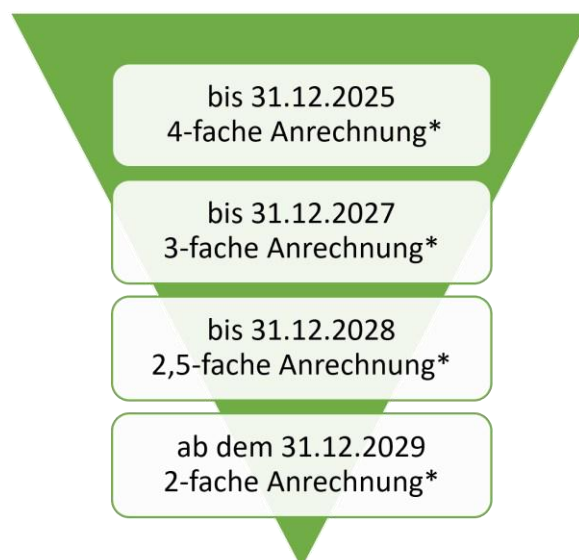 bis 31.12.2025
4-fache Anrechnung*
bis 31.12.2027
3-fache Anrechnung*
bis 31.12.2028
2,5-fache Anrechnung*
ab dem 31.12.2029
2-fache Anrechnung*